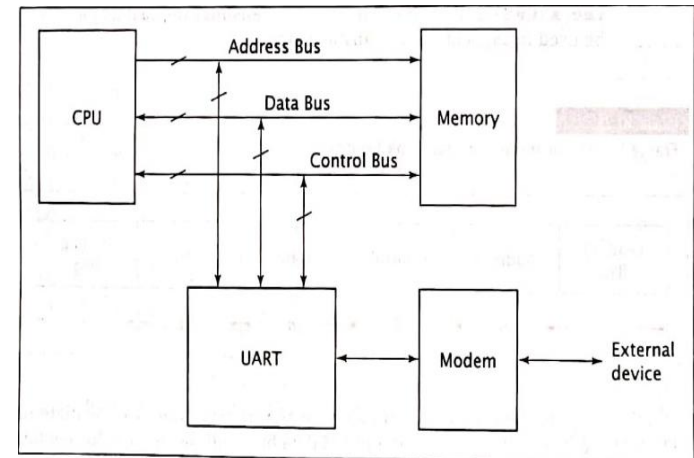 Address Bus
CPU
Data Bus
Memory
Control Bus
UART
Modem
External
device